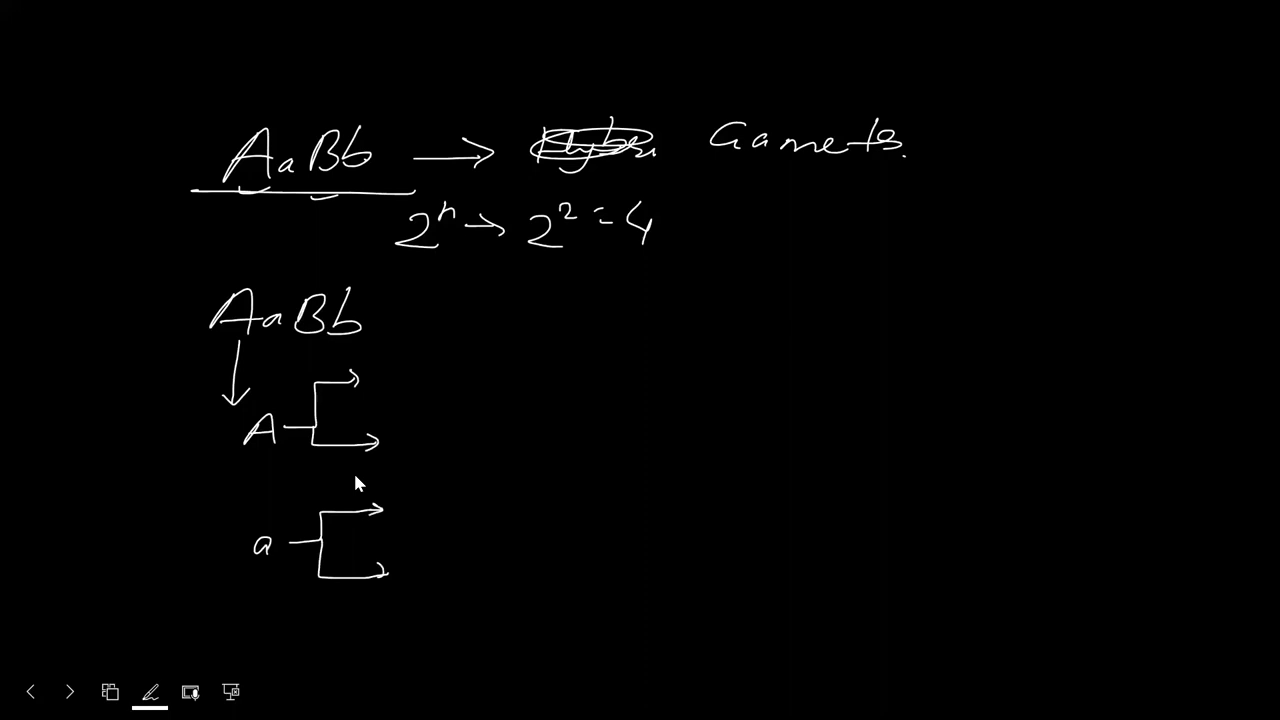 AaBb → Gamets.
2ⁿ → 2² = 4
AaBb
A
a